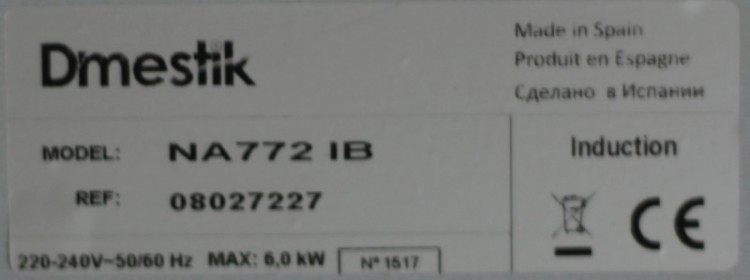 Dmestik
Made in Spain
Produit en Espagne
Сделано в Испании
MODEL: NA772 IB
REF: 08027227
Induction
CE
220-240V~50/60 Hz MAX: 6,0 kW Nº 1517